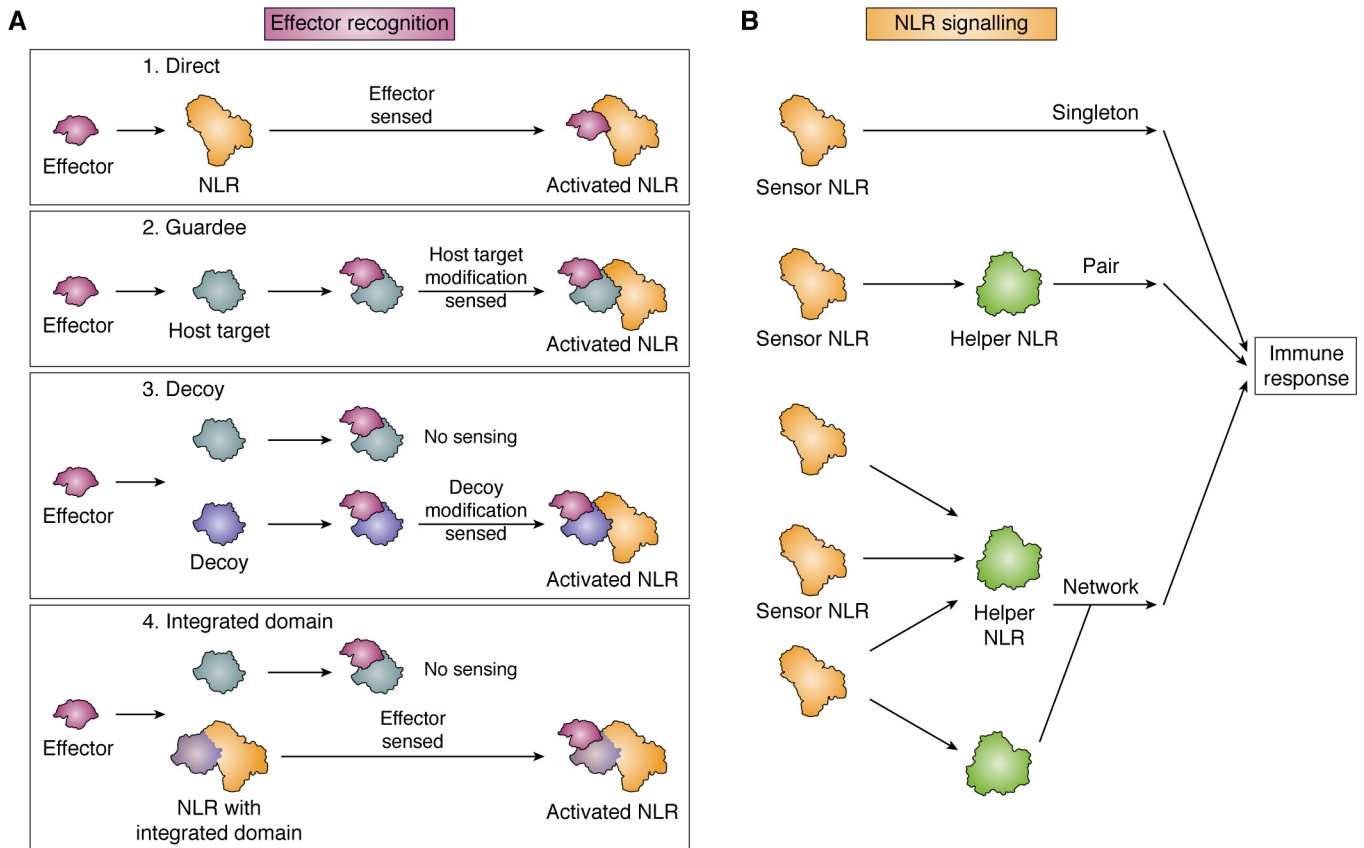 A
Effector recognition
1. Direct
Effector
NLR
Effector
sensed
Activated NLR
2. Guardee
Effector
Host target
Host target
modification
sensed
Activated NLR
3. Decoy
Effector
No sensing
Decoy
Decoy
modification
sensed
Activated NLR
4. Integrated domain
Effector
No sensing
NLR with
integrated domain
Effector
sensed
Activated NLR
B
NLR signalling
Sensor NLR
Singleton
Sensor NLR
Helper NLR
Pair
Sensor NLR
Helper
NLR
Network
Immune
response